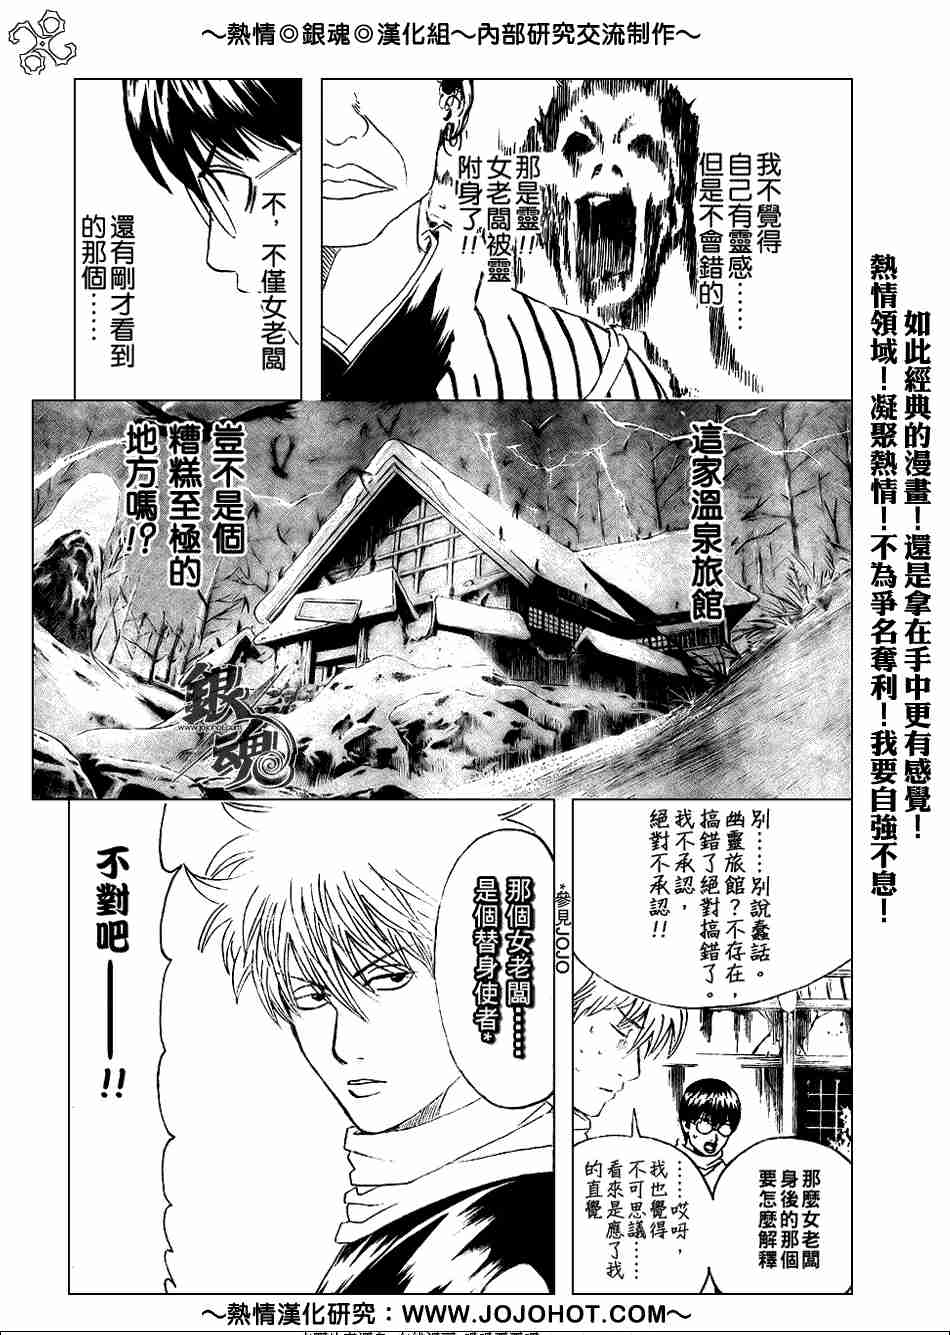 ～熱情◎銀魂◎漢化組～內部研究交流制作～
我不覺得
自己有靈感……
但是不會錯的
那是靈!!
女老闆被靈
附身了!!
不，不僅女老闆
還有剛才看到
的那個……
如此經典的漫畫！還是拿在手中更有感覺！
熱情領域！凝聚熱情！不為爭名奪利！我要自強不息！
這家溫泉旅館
豈不是個
糟糕至極的
地方嗎!?
銀魂
www.jojohot.com
別……別說蠢話。
幽靈旅館？不存在，
搞錯了絕對搞錯了。
我不承認，
絕對不承認!!
那麼女老闆
身後的那個
要怎麼解釋
……哎呀，
我也覺得
不可思議……
看來是應了我
的直覺
*參見JOJO
那個女老闆……
是個替身使者*
不對吧——!!
～熱情漢化研究：WWW.JOJOHOT.COM～